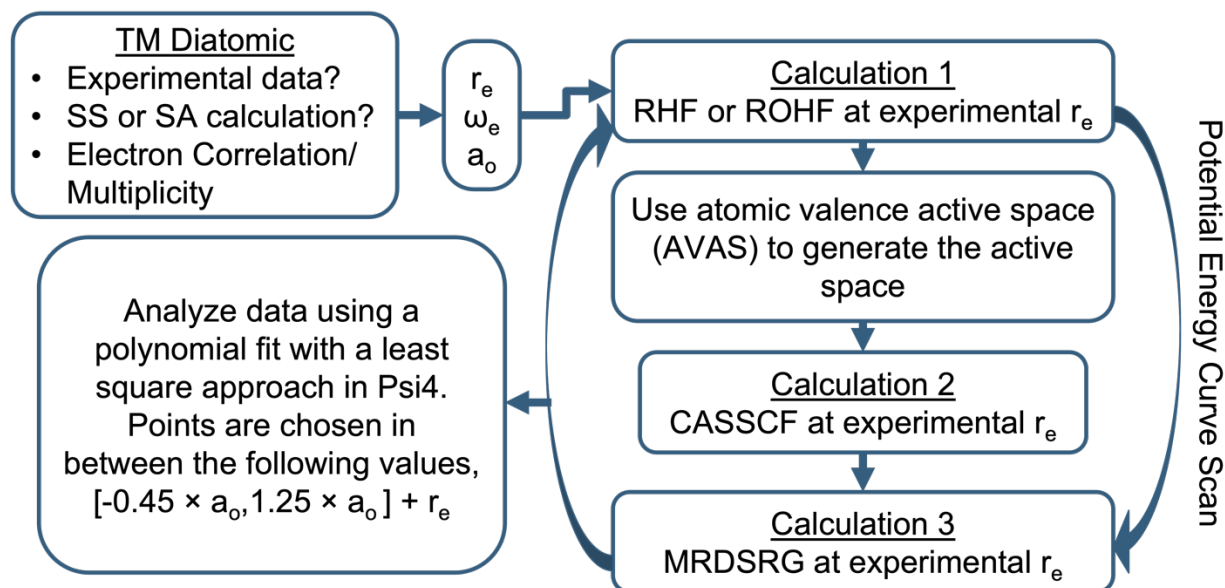 TM Diatomic
• Experimental data?
• SS or SA calculation?
• Electron Correlation/
Multiplicity
rₑ
ωₑ
aₒ
Calculation 1
RHF or ROHF at experimental rₑ
Use atomic valence active space
(AVAS) to generate the active
space
Calculation 2
CASSCF at experimental rₑ
Calculation 3
MRDSRG at experimental rₑ
Potential Energy Curve Scan
Analyze data using a
polynomial fit with a least
square approach in Psi4.
Points are chosen in
between the following values,
[-0.45 × aₒ,1.25 × aₒ] + rₑ